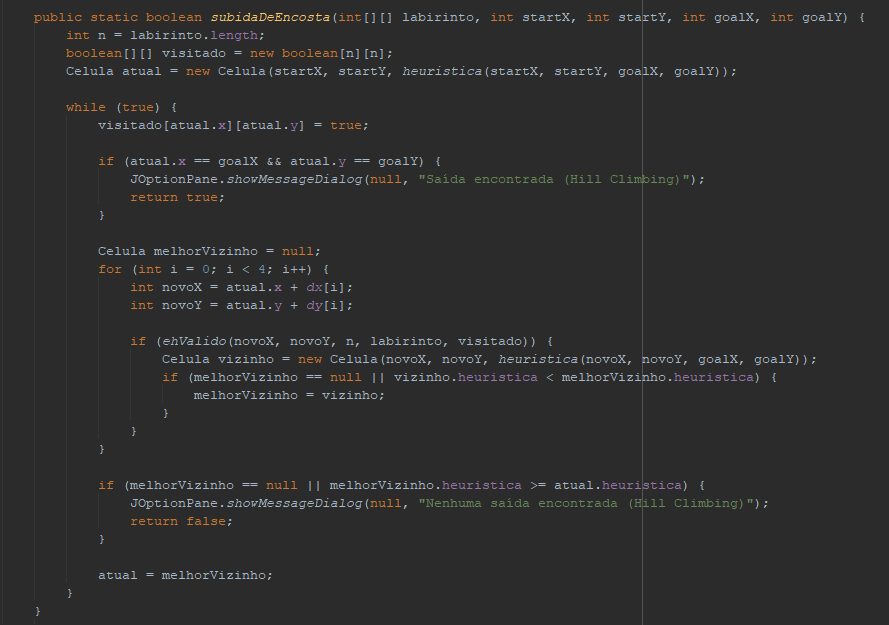 public static boolean subidaDeEncosta(int[][] labirinto, int startX, int startY, int goalX, int goalY) {
int n = labirinto.length;
boolean[][] visitado = new boolean[n][n];
Celula atual = new Celula(startX, startY, heuristica(startX, startY, goalX, goalY));
while (true) {
visitado[atual.x][atual.y] = true;
if (atual.x == goalX && atual.y == goalY) {
JOptionPane.showMessageDialog(null, "Saída encontrada (Hill Climbing)");
return true;
}
Celula melhorVizinho = null;
for (int i = 0; i < 4; i++) {
int novoX = atual.x + dx[i];
int novoY = atual.y + dy[i];
if (ehValido(novoX, novoY, n, labirinto, visitado)) {
Celula vizinho = new Celula(novoX, novoY, heuristica(novoX, novoY, goalX, goalY));
if (melhorVizinho == null || vizinho.heuristica < melhorVizinho.heuristica) {
melhorVizinho = vizinho;
}
}
}
if (melhorVizinho == null || melhorVizinho.heuristica >= atual.heuristica) {
JOptionPane.showMessageDialog(null, "Nenhuma saída encontrada (Hill Climbing)");
return false;
}
atual = melhorVizinho;
}
}